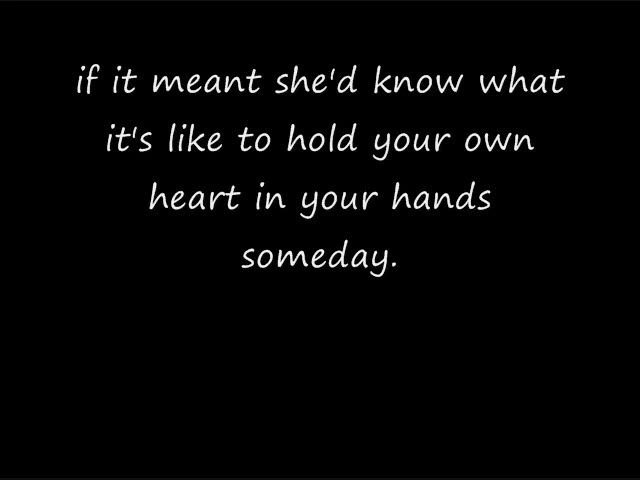 if it meant she'd know what
it's like to hold your own
heart in your hands
someday.